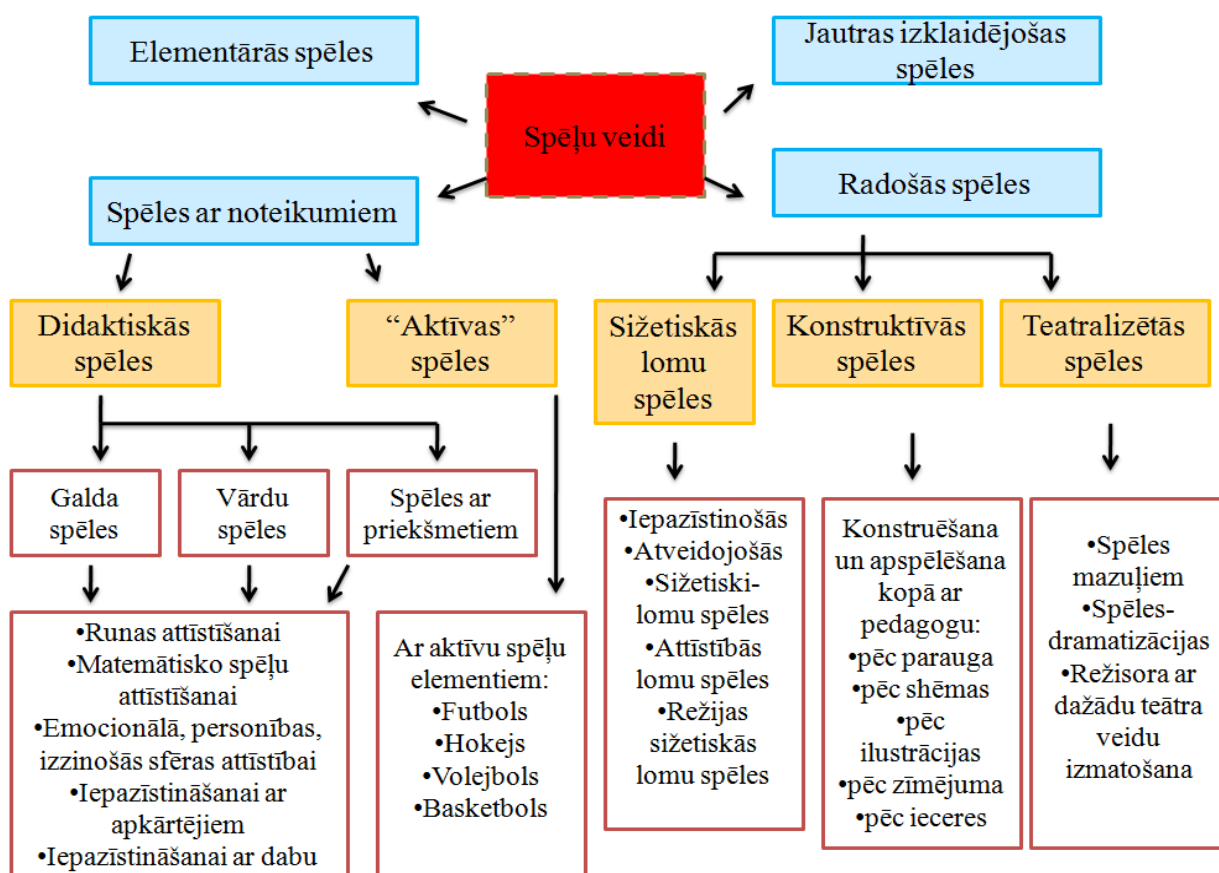 Elementārās spēles
Jautras izklaidējošas
spēles
Spēļu veidi
Spēles ar noteikumiem
Radošās spēles
Didaktiskās
spēles
“Aktīvas”
spēles
Sižetiskās
lomu
spēles
Konstruktīvās
spēles
Teatralizētās
spēles
Galda
spēles
Vārdu
spēles
Spēles ar
priekšmetiem
•Runas attīstīšanai
•Matemātisko spēļu
attīstīšanai
•Emocionālā, personības,
izzinošās sfēras attīstībai
•Iepazīstināšanai ar
apkārtējiem
•Iepazīstināšanai ar dabu
Ar aktīvu spēļu
elementiem:
•Futbols
•Hokejs
•Volejbols
•Basketbols
•Iepazīstinošās
•Atveidojošās
•Sižetiski-
lomu spēles
•Attīstības
lomu spēles
•Režijas
sižetiskās
lomu spēles
Konstruēšana
un apspēlēšana
kopā ar
pedagogu:
•pēc parauga
•pēc shēmas
•pēc
ilustrācijas
•pēc zīmējuma
•pēc ieceres
•Spēles
mazuļiem
•Spēles-
dramatizācijas
•Režisora ar
dažādu teātra
veidu
izmatošana